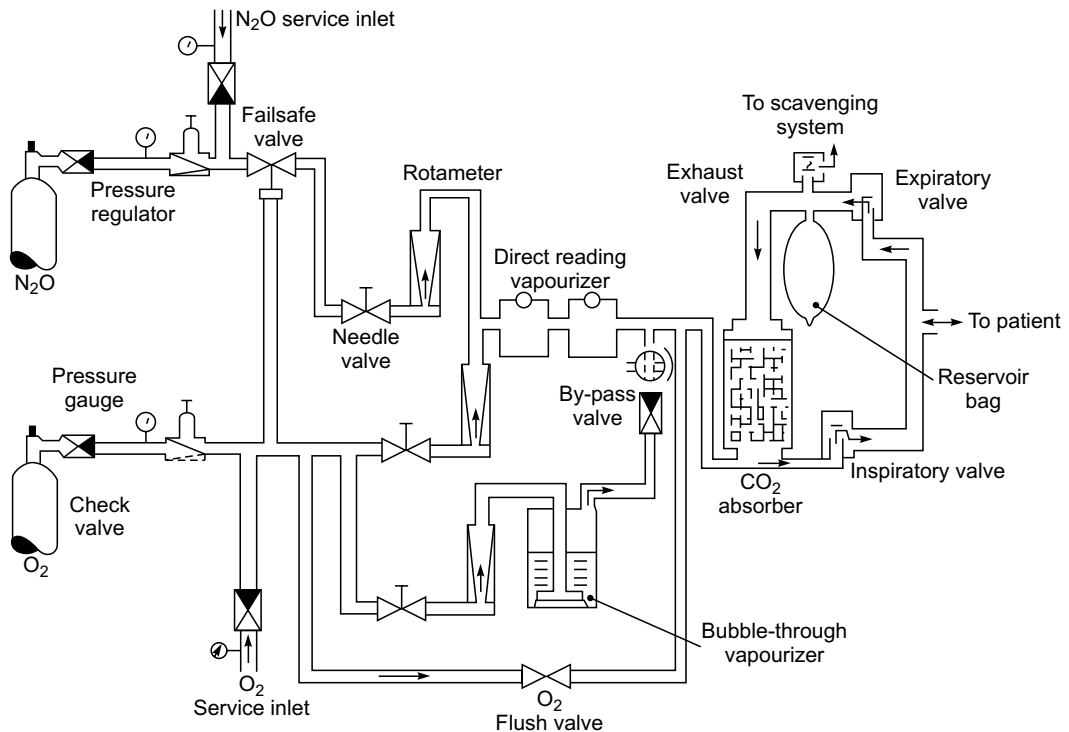 N₂O service inlet
Failsafe
valve
To scavenging
system
Rotameter
Exhaust
valve
Expiratory
valve
Pressure
regulator
N₂O
Direct reading
vapourizer
Needle
valve
To patient
Pressure
gauge
By-pass
valve
Reservoir
bag
Inspiratory valve
Check
valve
CO₂
absorber
O₂
Bubble-through
vapourizer
O₂
Service inlet
O₂
Flush valve